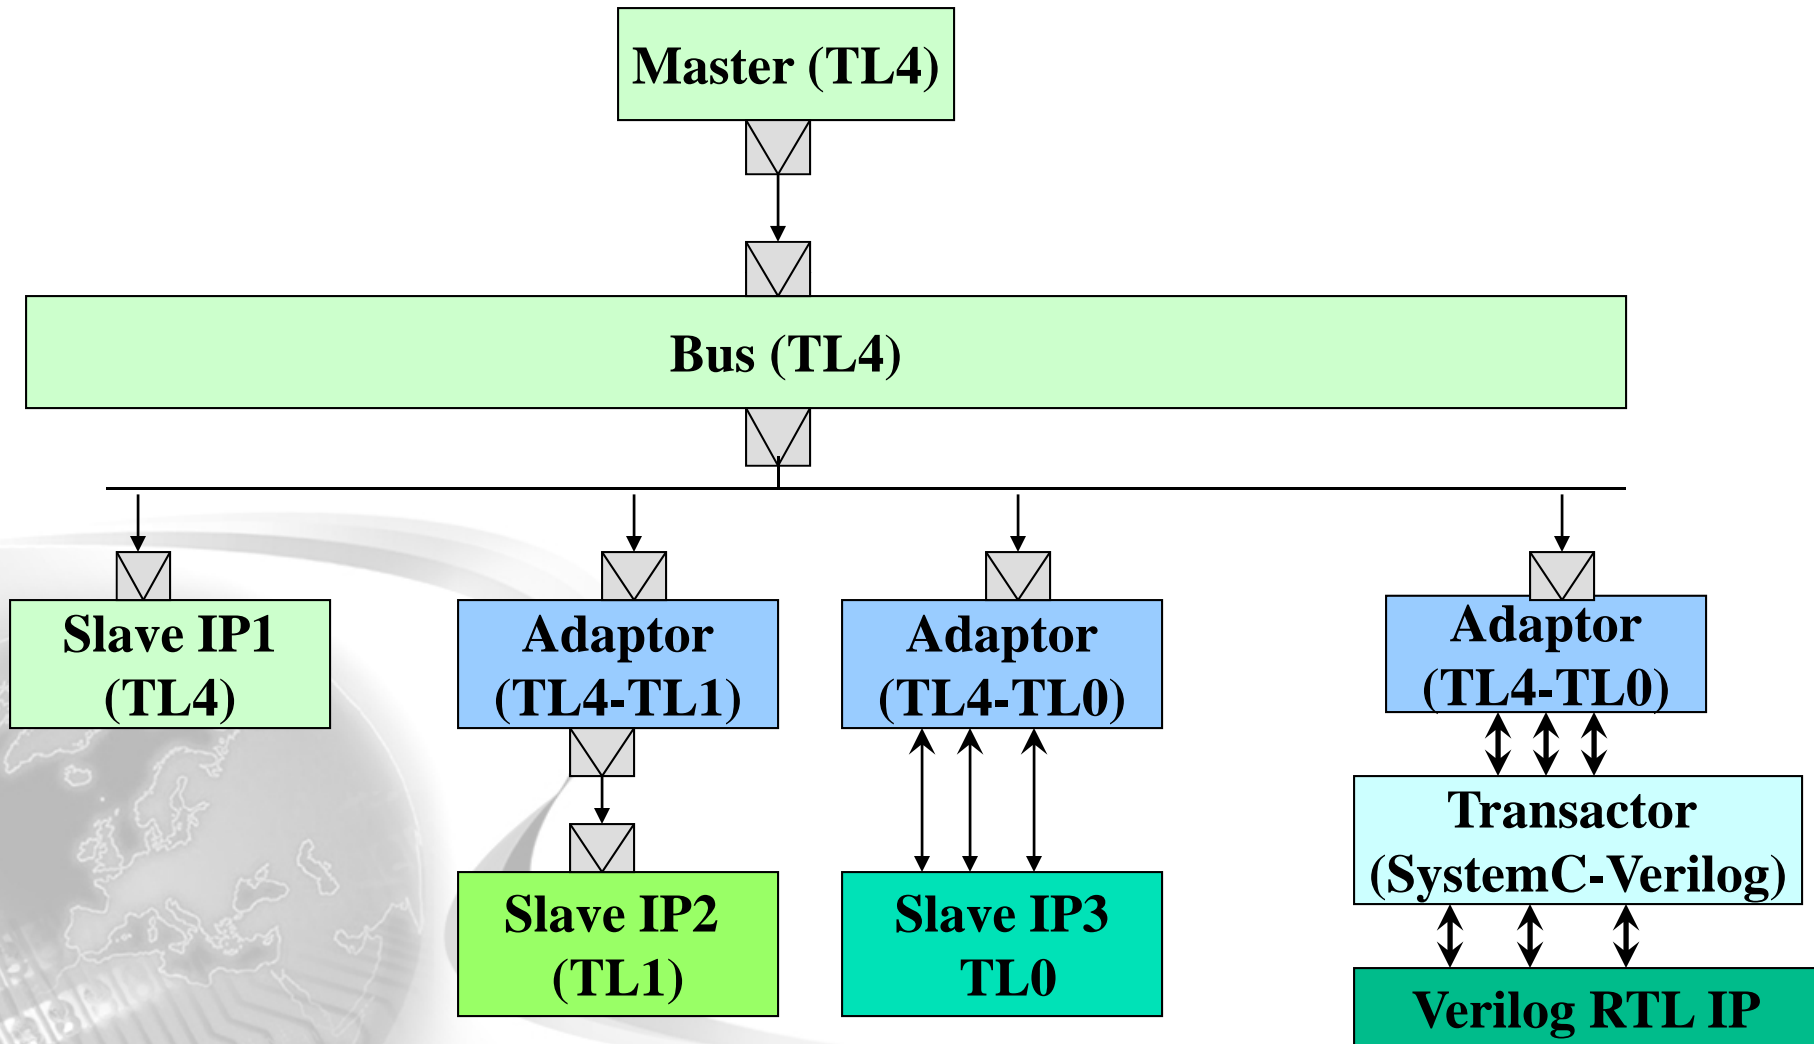 Master (TL4)
Bus (TL4)
Slave IP1
(TL4)
Adaptor
(TL4-TL1)
Adaptor
(TL4-TL0)
Adaptor
(TL4-TL0)
Transactor
(SystemC-Verilog)
Slave IP2
(TL1)
Slave IP3
TL0
Verilog RTL IP